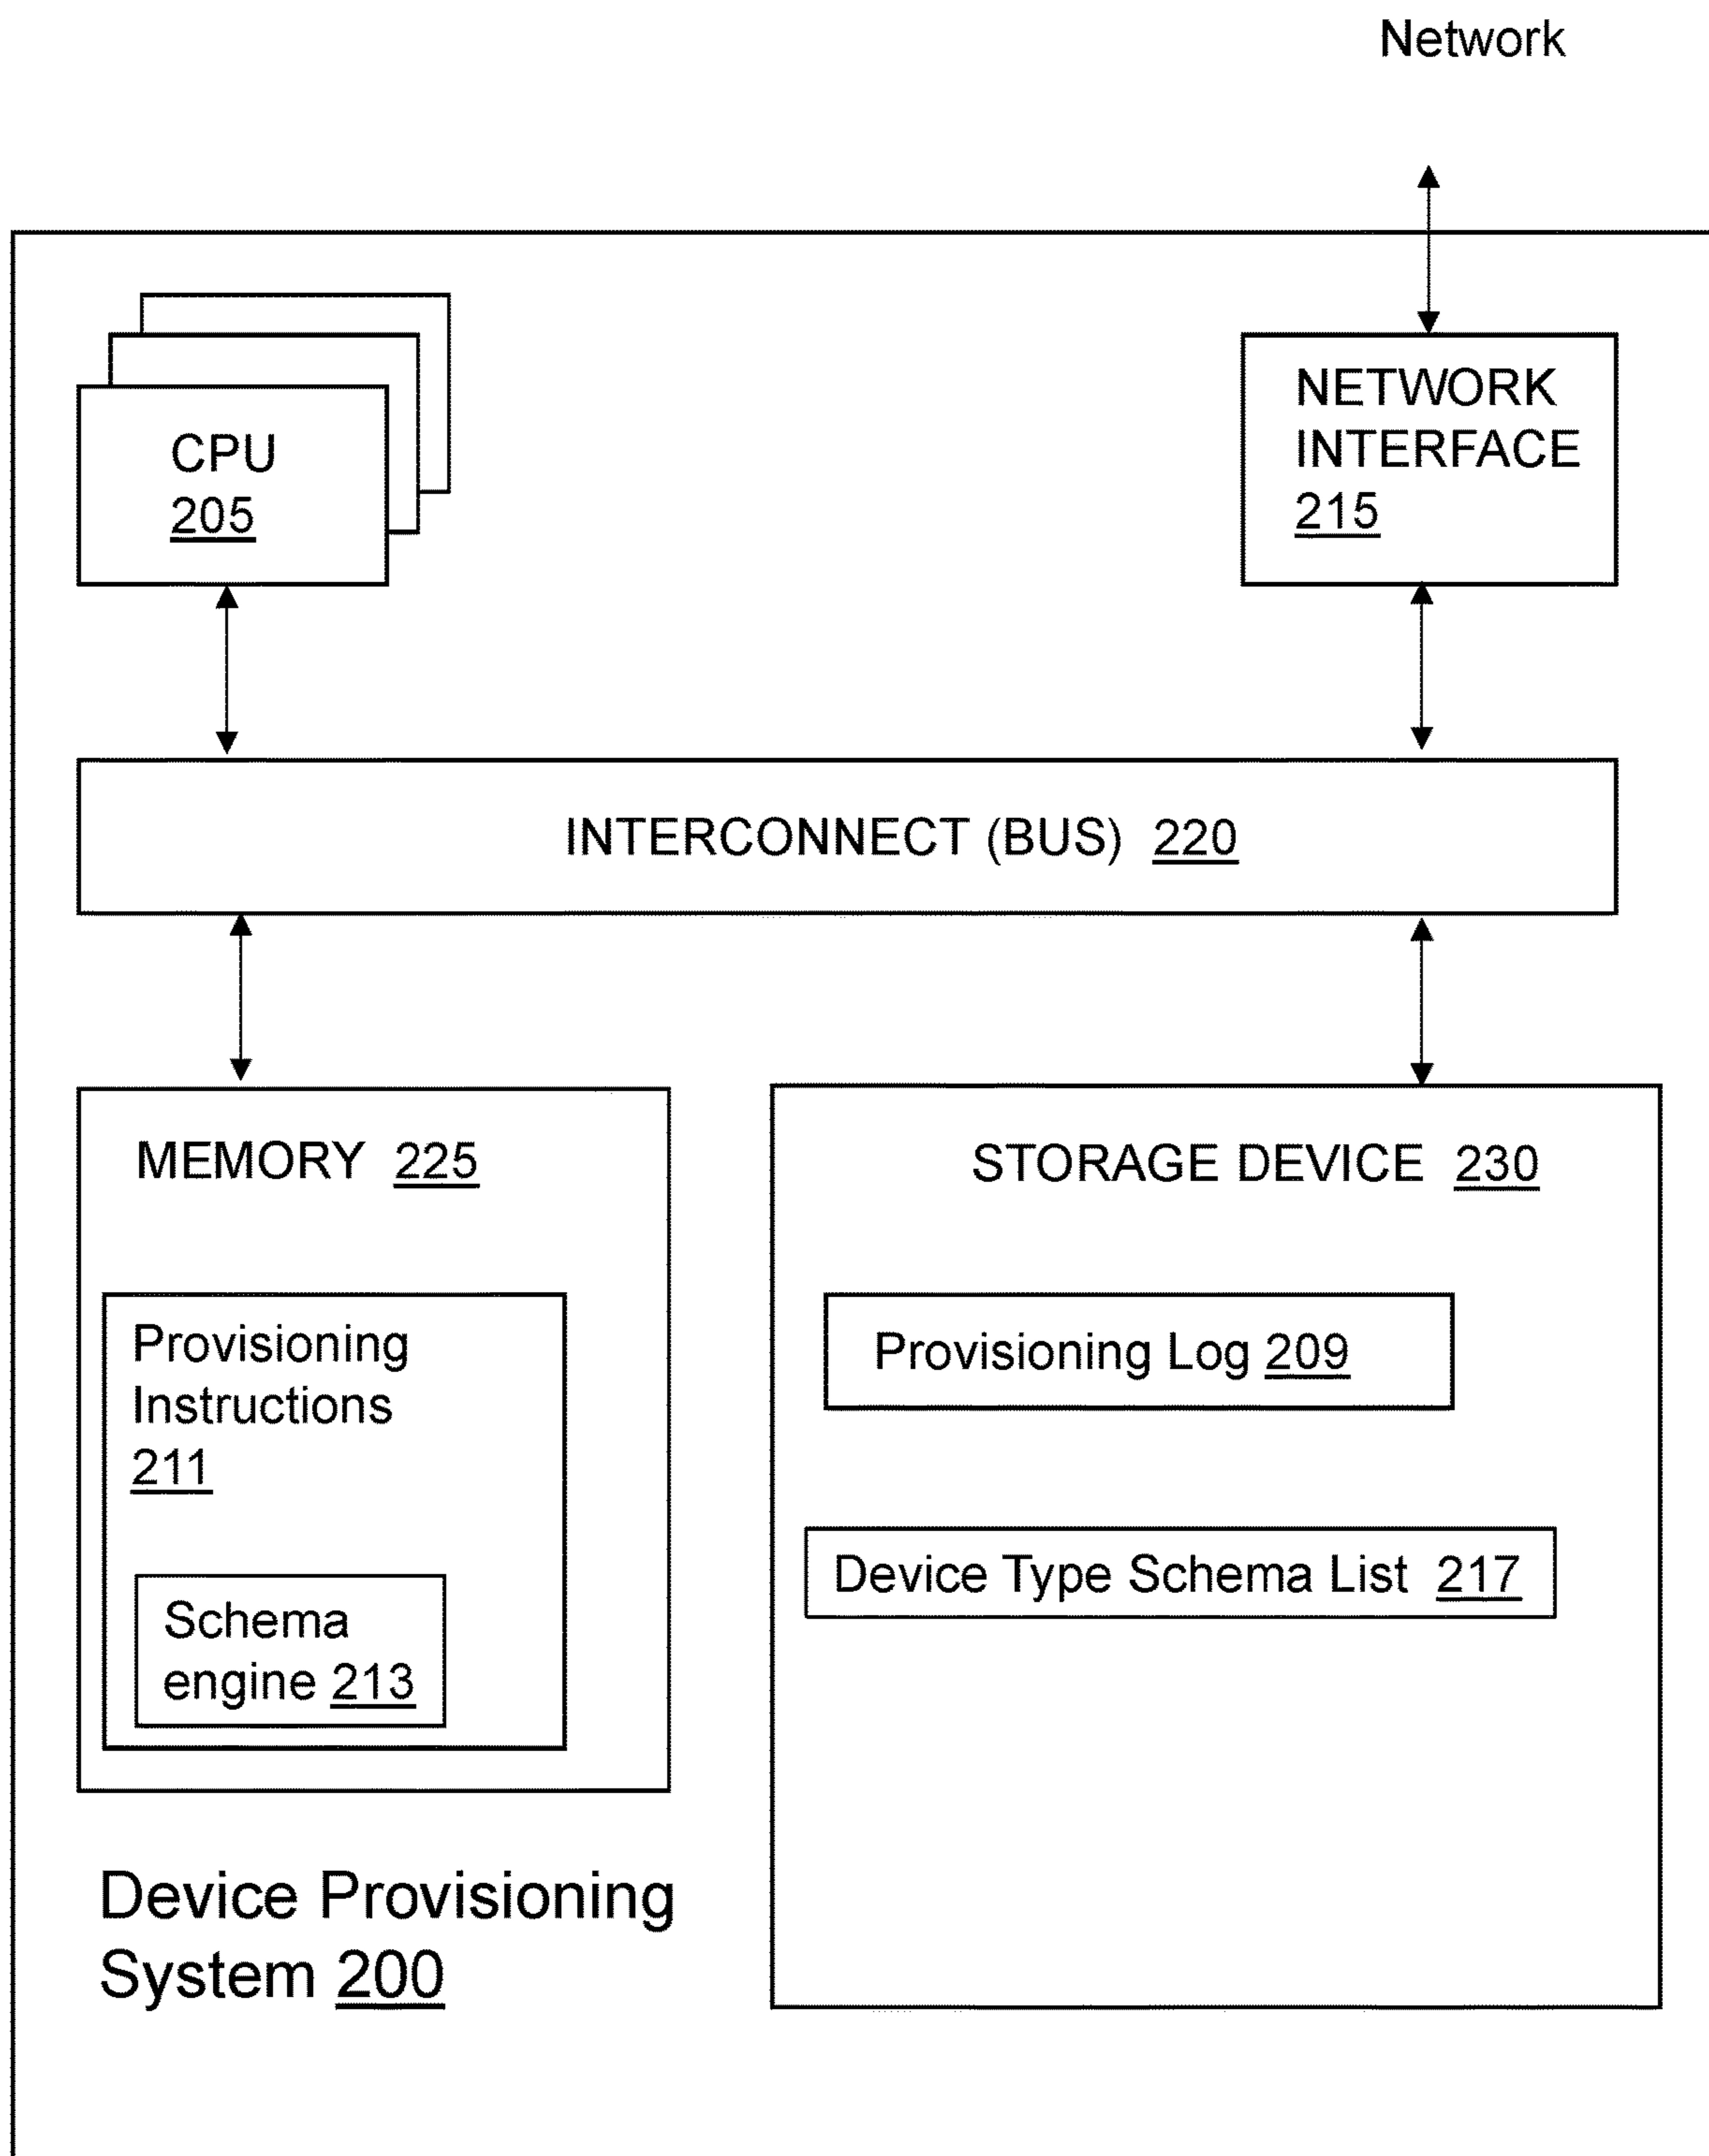 Network
CPU
205
NETWORK
INTERFACE
215
INTERCONNECT (BUS) 220
MEMORY 225
Provisioning
Instructions
211
Schema
engine 213
STORAGE DEVICE 230
Provisioning Log 209
Device Type Schema List 217
Device Provisioning
System 200